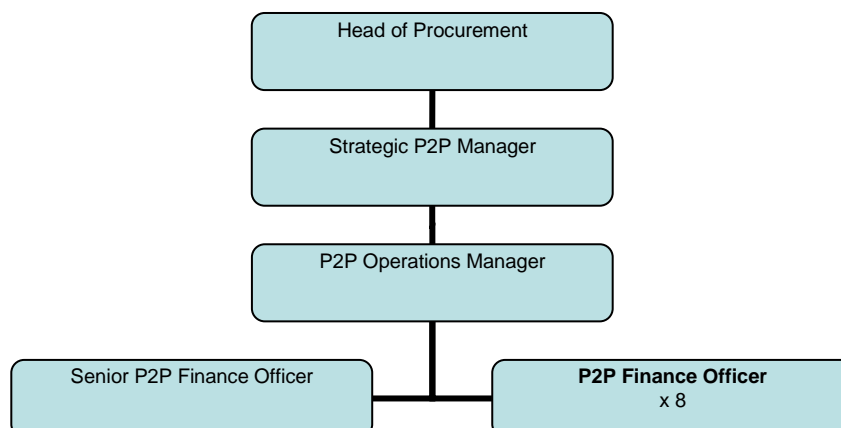 Head of Procurement
Strategic P2P Manager
P2P Operations Manager
Senior P2P Finance Officer
P2P Finance Officer
x 8